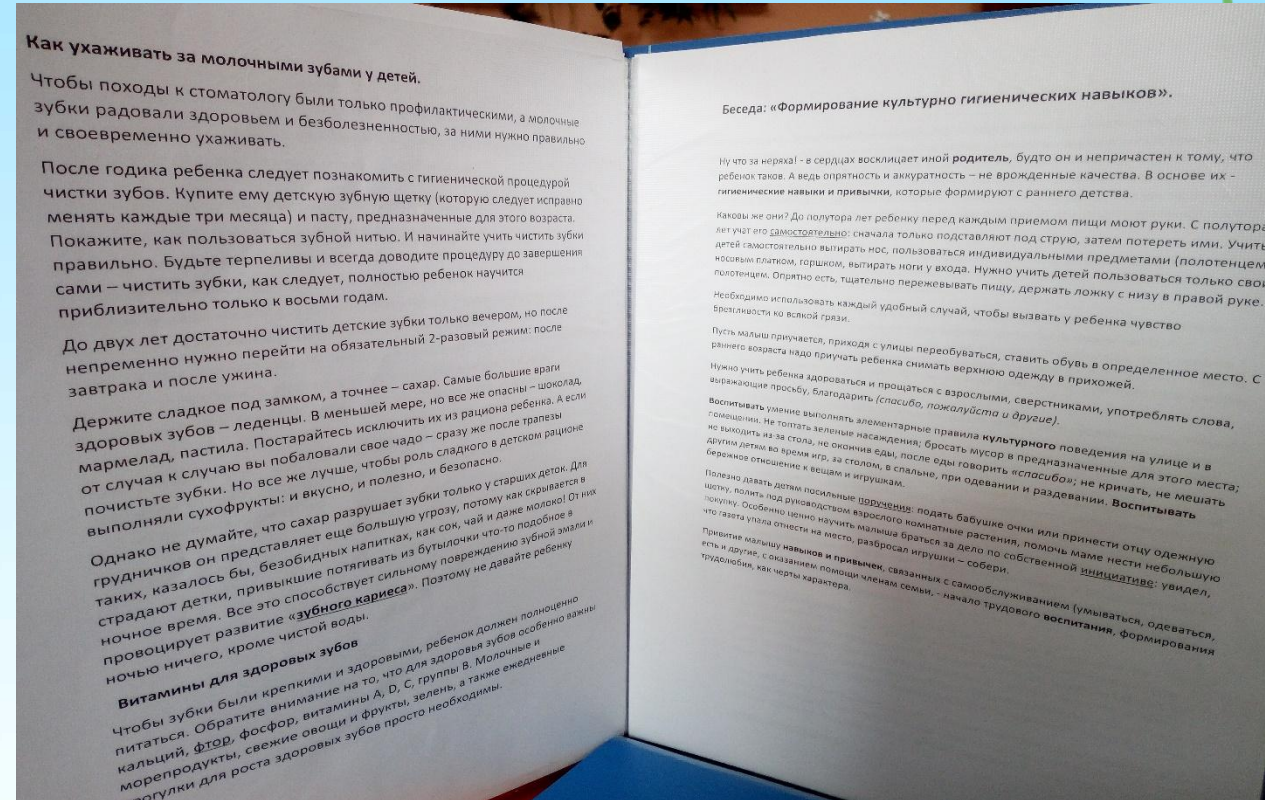 Как ухаживать за молочными зубами у детей.
Чтобы походы к стоматологу были только профилактическими, а молочные
зубки радовали здоровьем и безболезненностью, за ними нужно правильно
и своевременно ухаживать.
После годика ребенка следует познакомить с гигиенической процедурой
чистки зубов. Купите ему детскую зубную щетку (которую следует исправно
менять каждые три месяца) и пасту, предназначенные для этого возраста.
Покажите, как пользоваться зубной нитью. И начинайте учить чистить зубки
правильно. Будьте терпеливы и всегда доводите процедуру до завершения
сами – чистить зубки, как следует, полностью ребенок научится
приблизительно только к восьми годам.
До двух лет достаточно чистить детские зубки только вечером, но после
непременно нужно перейти на обязательный 2-разовый режим: после
завтрака и после ужина.
Держите сладкое под замком, а точнее – сахар. Самые большие враги
здоровых зубов – леденцы. В меньшей мере, но все же опасны – шоколад,
мармелад, пастила. Постарайтесь исключить их из рациона ребенка. А если
от случая к случаю вы побаловали свое чадо – сразу же после трапезы
почистьте зубки. Но все же лучше, чтобы роль сладкого в детском рационе
выполняли сухофрукты: и вкусно, и полезно, и безопасно.
Однако не думайте, что сахар разрушает зубки только у старших деток. Для
грудничков он представляет еще большую угрозу, потому как скрывается в
таких, казалось бы, безобидных напитках, как сок, чай и даже молоко! От них
страдают детки, привыкшие потягивать из бутылочки что-то подобное в
ночное время. Все это способствует сильному повреждению зубной эмали и
провоцирует развитие «зубного кариеса». Поэтому не давайте ребенку
ночью ничего, кроме чистой воды.
Витамины для здоровых зубов
Чтобы зубки были крепкими и здоровыми, ребенок должен полноценно
питаться. Обратите внимание на то, что для здоровья зубов особенно важны
кальций, фтор, фосфор, витамины A, D, C, группы B. Молочные и
морепродукты, свежие овощи и фрукты, зелень, а также ежедневные
для роста здоровых зубов просто необходимы.
Беседа: «Формирование культурно гигиенических навыков».
Ну что за неряха! - в сердцах восклицает иной родитель, будто он и непричастен к тому, что
ребенок таков. А ведь опрятность и аккуратность – не врожденные качества. В основе их -
гигиенические навыки и привычки, которые формируют с раннего детства.
Каковы же они? До полутора лет ребенку перед каждым приемом пищи моют руки. С полутора
лет учат его самостоятельно: сначала только подставляют под струю, затем потереть ими. Учить
детей самостоятельно вытирать нос, пользоваться индивидуальными предметами (полотенцем
носовым платком, горшком, вытирать ноги у входа. Нужно учить детей пользоваться только свои
полотенцем. Опрятно есть, тщательно пережевывать пищу, держать ложку с низу в правой руке.
Необходимо использовать каждый удобный случай, чтобы вызвать у ребенка чувство
брезгливости ко всякой грязи.
Пусть малыш приучается, приходя с улицы переобуваться, ставить обувь в определенное место. С
раннего возраста надо приучать ребенка снимать верхнюю одежду в прихожей.
Нужно учить ребенка здороваться и прощаться с взрослыми, сверстниками, употреблять слова,
выражающие просьбу, благодарить (спасибо, пожалуйста и другие).
Воспитывать умение выполнять элементарные правила культурного поведения на улице и в
помещении. Не топтать зеленые насаждения; бросать мусор в предназначенные для этого места;
не выходить из-за стола, не окончив еды, после еды говорить «спасибо»; не кричать, не мешать
другим детям во время игр, за столом, в спальне, при одевании и раздевании. Воспитывать
бережное отношение к вещам и игрушкам.
Полезно давать детям посильные поручения: подать бабушке очки или принести отцу одежную
щетку, полить под руководством взрослого комнатные растения, помочь маме нести небольшую
покупку. Особенно ценно научить малыша браться за дело по собственной инициативе: увидел,
что газета упала отнести на место, разбросал игрушки – собери.
Привитие малышу навыков и привычек, связанных с самообслуживанием (умываться, одеваться,
есть и другие, с оказанием помощи членам семьи, - начало трудового воспитания, формирования
трудолюбия, как черты характера.